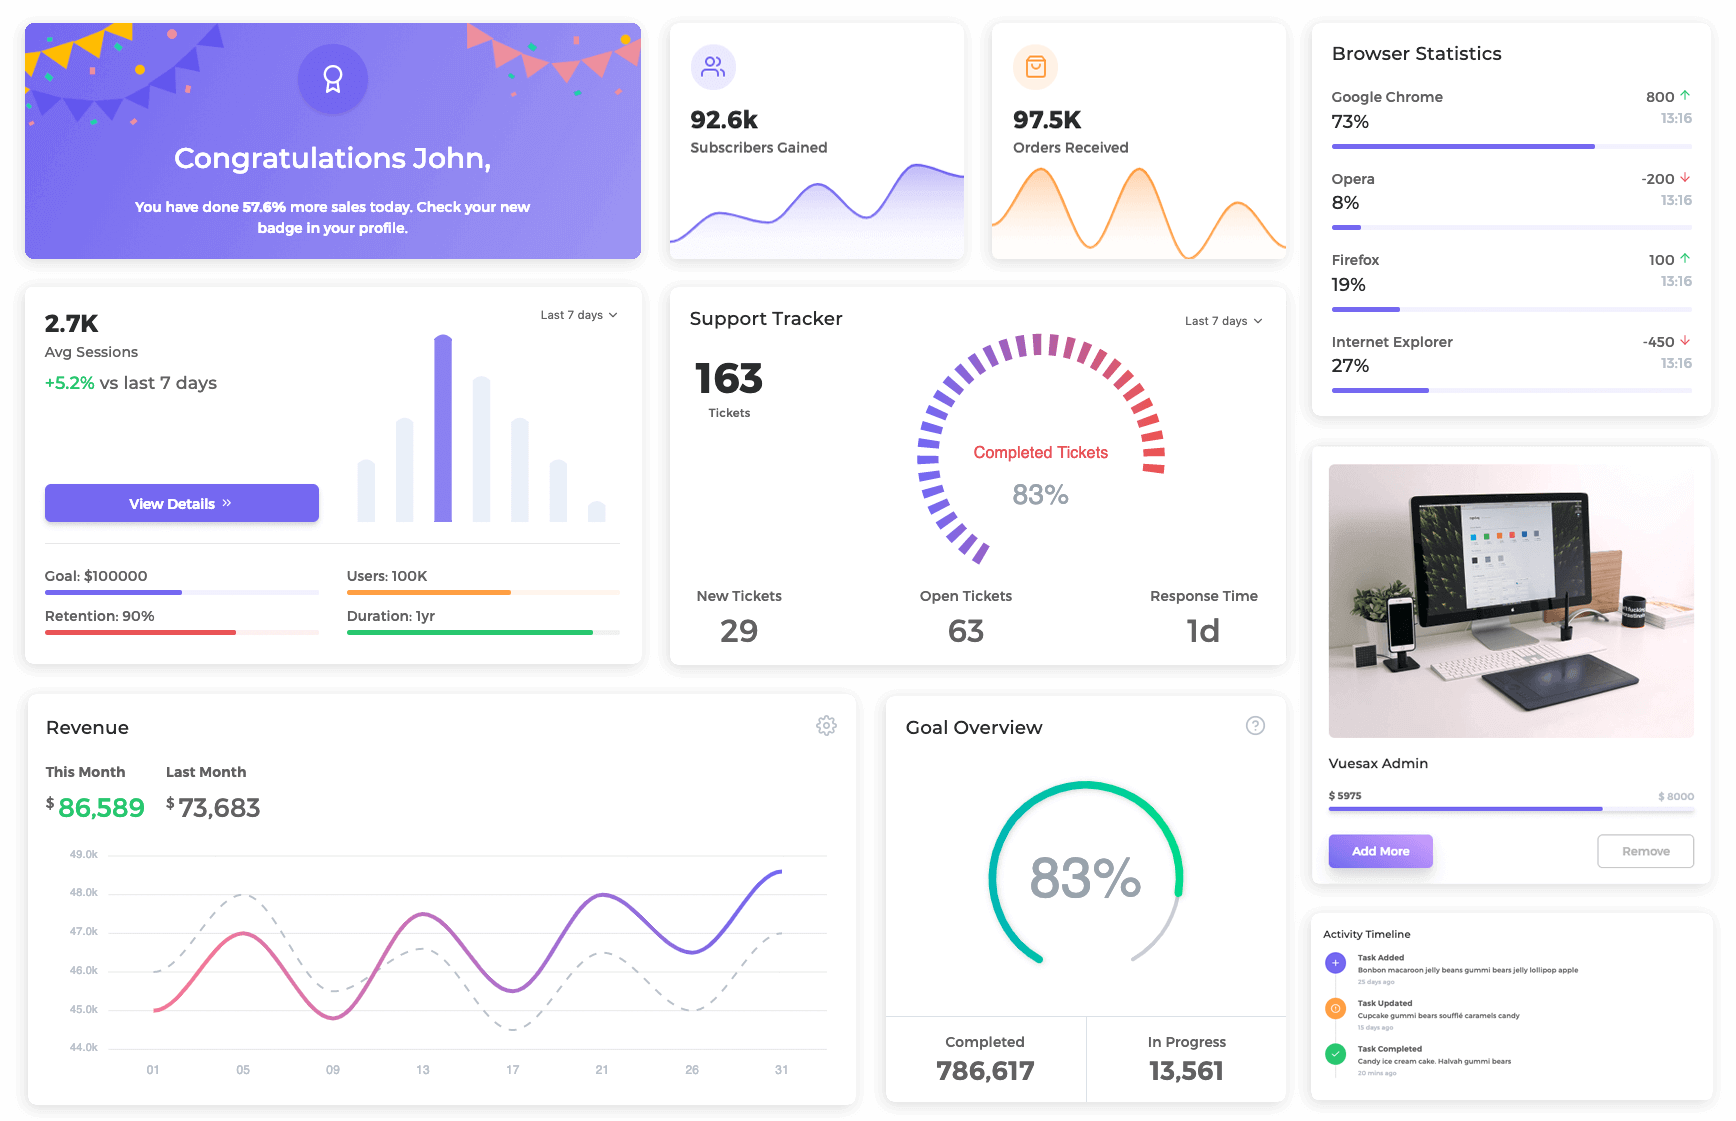 Congratulations John,
You have done 57.6% more sales today. Check your new
badge in your profile.
92.6k
Subscribers Gained
97.5K
Orders Received
Browser Statistics
Google Chrome 800
73% 13:16
Opera -200
8% 13:16
Firefox 100
19% 13:16
Internet Explorer -450
27% 13:16
2.7K
Last 7 days
Avg Sessions
+5.2% vs last 7 days
View Details »
Goal: $100000 Users: 100K
Retention: 90% Duration: 1yr
Support Tracker
Last 7 days
163
Tickets
Completed Tickets
83%
New Tickets Open Tickets Response Time
29 63 1d
Vuesax Admin
$ 5975 $ 8000
Add More Remove
Revenue
This Month Last Month
$ 86,589 $ 73,683
49.0k
48.0k
47.0k
46.0k
45.0k
44.0k
01 05 09 13 17 21 26 31
Goal Overview
83%
Completed In Progress
786,617 13,561
Activity Timeline
Task Added
Bonbon macaroon jelly beans gummi bears jelly lollipop apple
25 days ago
Task Updated
Cupcake gummi bears soufflé caramels candy
15 days ago
Task Completed
Candy ice cream cake. Halvah gummi bears
20 mins ago